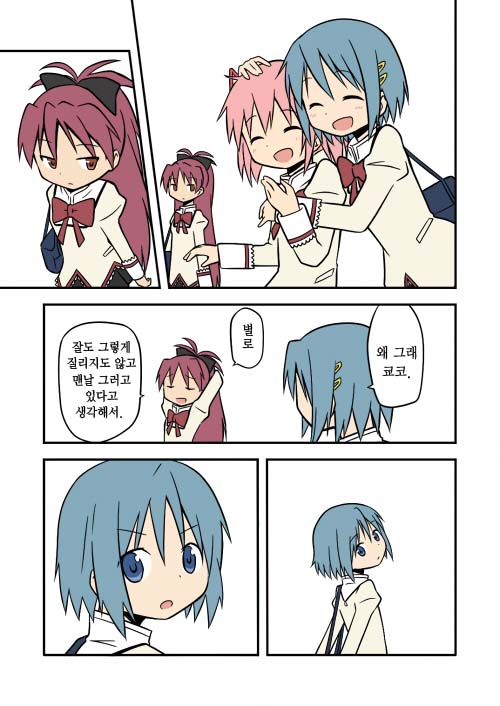 왜 그래
쿄코.
별
로
잘도 그렇게
질리지도 않고
맨날 그러고
있다고
생각해서.